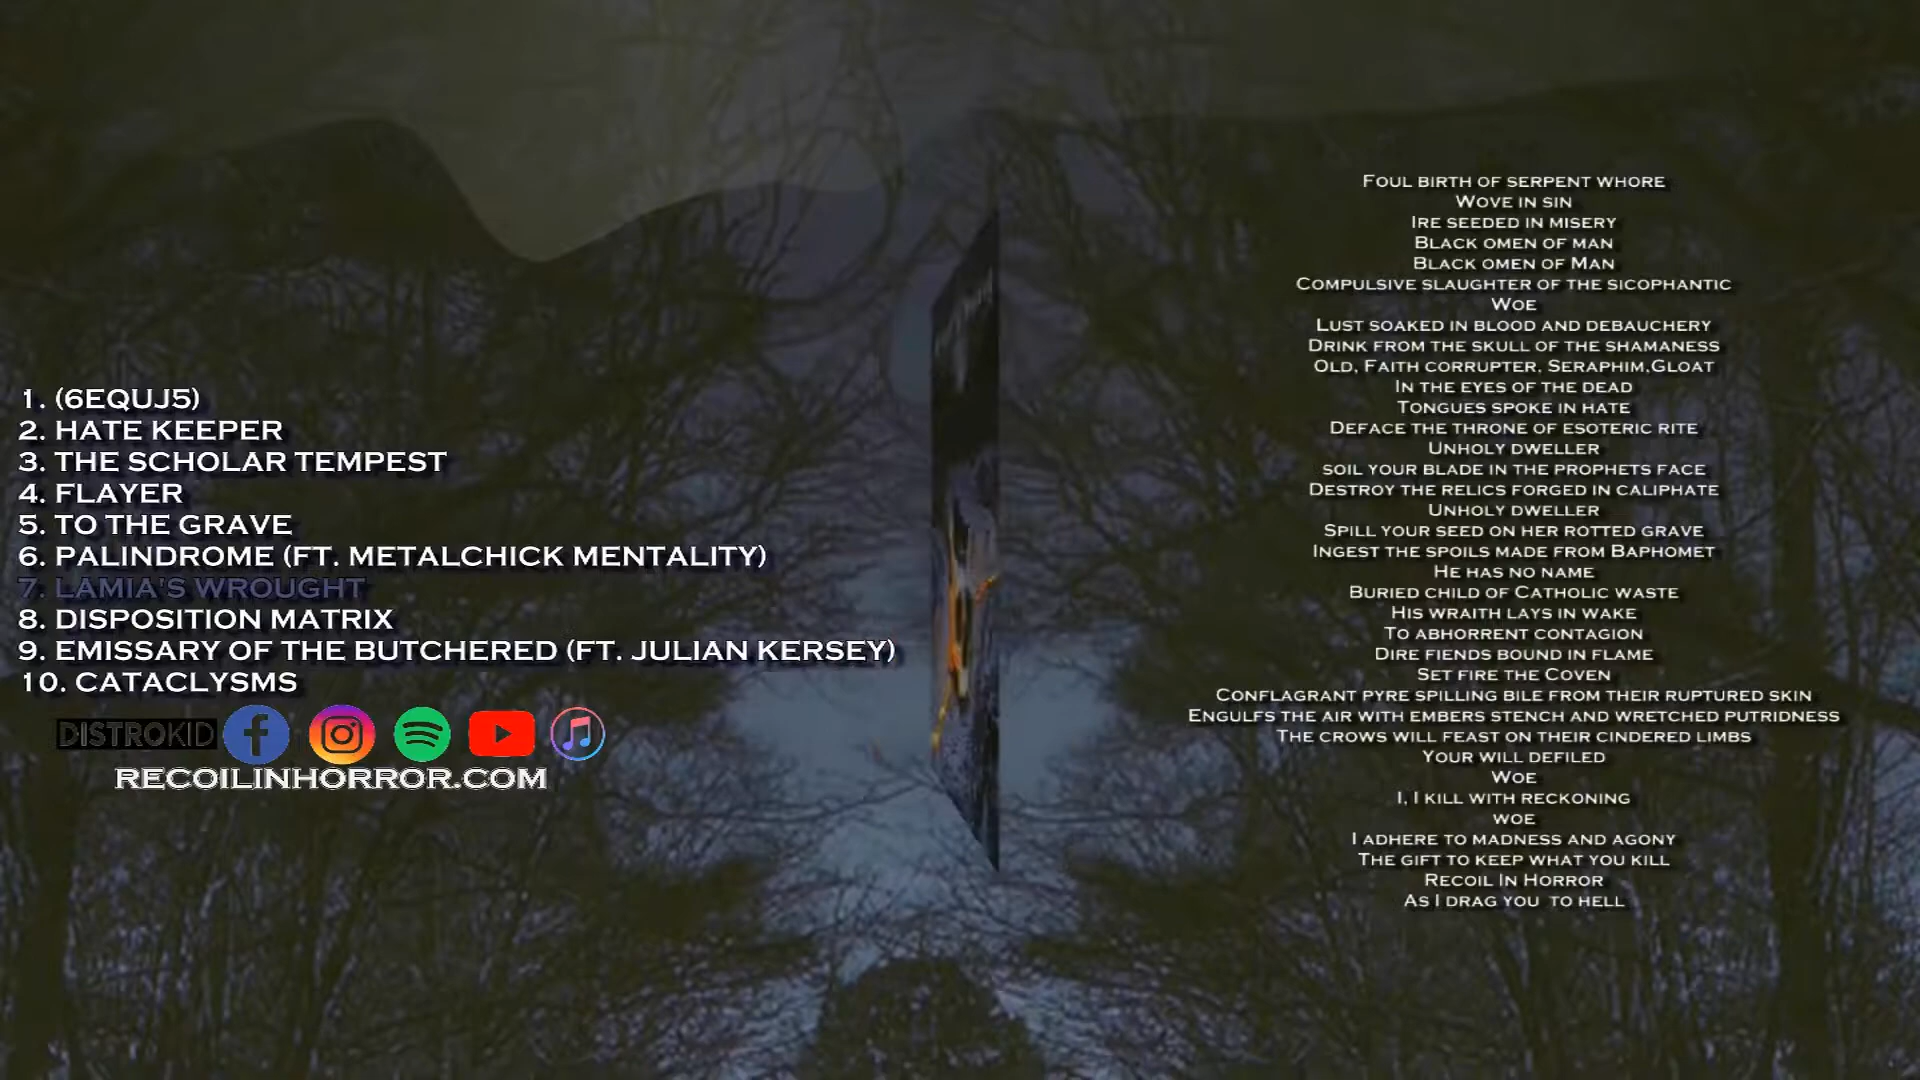 1. (6EQUJ5)
2. HATE KEEPER
3. THE SCHOLAR TEMPEST
4. FLAYER
5. TO THE GRAVE
6. PALINDROME (FT. METALCHICK MENTALITY)
7. LAMIA'S WROUGHT
8. DISPOSITION MATRIX
9. EMISSARY OF THE BUTCHERED (FT. JULIAN KERSEY)
10. CATACLYSMS
DISTROKID
RECOILINHORROR.COM
FOUL BIRTH OF SERPENT WHORE
WOVE IN SIN
IRE SEEDED IN MISERY
BLACK OMEN OF MAN
BLACK OMEN OF MAN
COMPULSIVE SLAUGHTER OF THE SICOPHANTIC
WOE
LUST SOAKED IN BLOOD AND DEBAUCHERY
DRINK FROM THE SKULL OF THE SHAMANESS
OLD, FAITH CORRUPTER, SERAPHIM,GLOAT
IN THE EYES OF THE DEAD
TONGUES SPOKE IN HATE
DEFACE THE THRONE OF ESOTERIC RITE
UNHOLY DWELLER
SOIL YOUR BLADE IN THE PROPHETS FACE
DESTROY THE RELICS FORGED IN CALIPHATE
UNHOLY DWELLER
SPILL YOUR SEED ON HER ROTTED GRAVE
INGEST THE SPOILS MADE FROM BAPHOMET
HE HAS NO NAME
BURIED CHILD OF CATHOLIC WASTE
HIS WRAITH LAYS IN WAKE
TO ABHORRENT CONTAGION
DIRE FIENDS BOUND IN FLAME
SET FIRE THE COVEN
CONFLAGRANT PYRE SPILLING BILE FROM THEIR RUPTURED SKIN
ENGULFS THE AIR WITH EMBERS STENCH AND WRETCHED PUTRIDNESS
THE CROWS WILL FEAST ON THEIR CINDERED LIMBS
YOUR WILL DEFILED
WOE
I, I KILL WITH RECKONING
WOE
I ADHERE TO MADNESS AND AGONY
THE GIFT TO KEEP WHAT YOU KILL
RECOIL IN HORROR
AS I DRAG YOU TO HELL